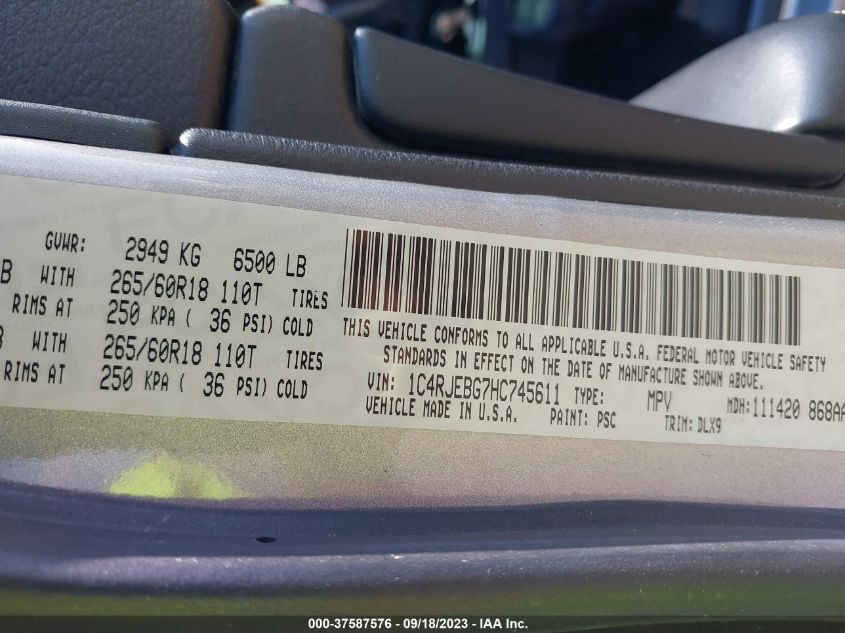 GVWR: 2949 KG 6500 LB
B WITH 265/60R18 110T TIRES
RIMS AT 250 KPA ( 36 PSI) COLD
WITH 265/60R18 110T TIRES
RIMS AT 250 KPA ( 36 PSI) COLD
THIS VEHICLE CONFORMS TO ALL APPLICABLE U.S.A. FEDERAL MOTOR VEHICLE SAFETY
STANDARDS IN EFFECT ON THE DATE OF MANUFACTURE SHOWN ABOVE.
VIN: 1C4RJEBG7HC745611 TYPE: MPV MDH:111420 868AA
VEHICLE MADE IN U.S.A. PAINT: PSC TRIM: DLX9
000-37587576 - 09/18/2023 - IAA Inc.